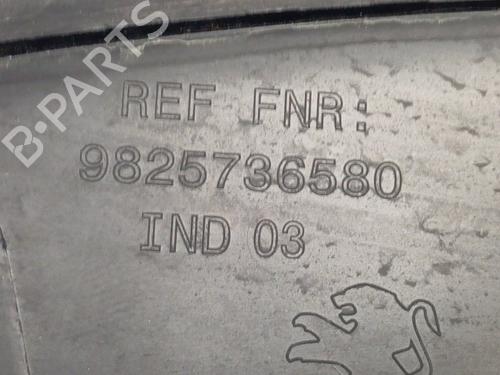 B-PARTS
REF FNR:
9825736580
IND 03